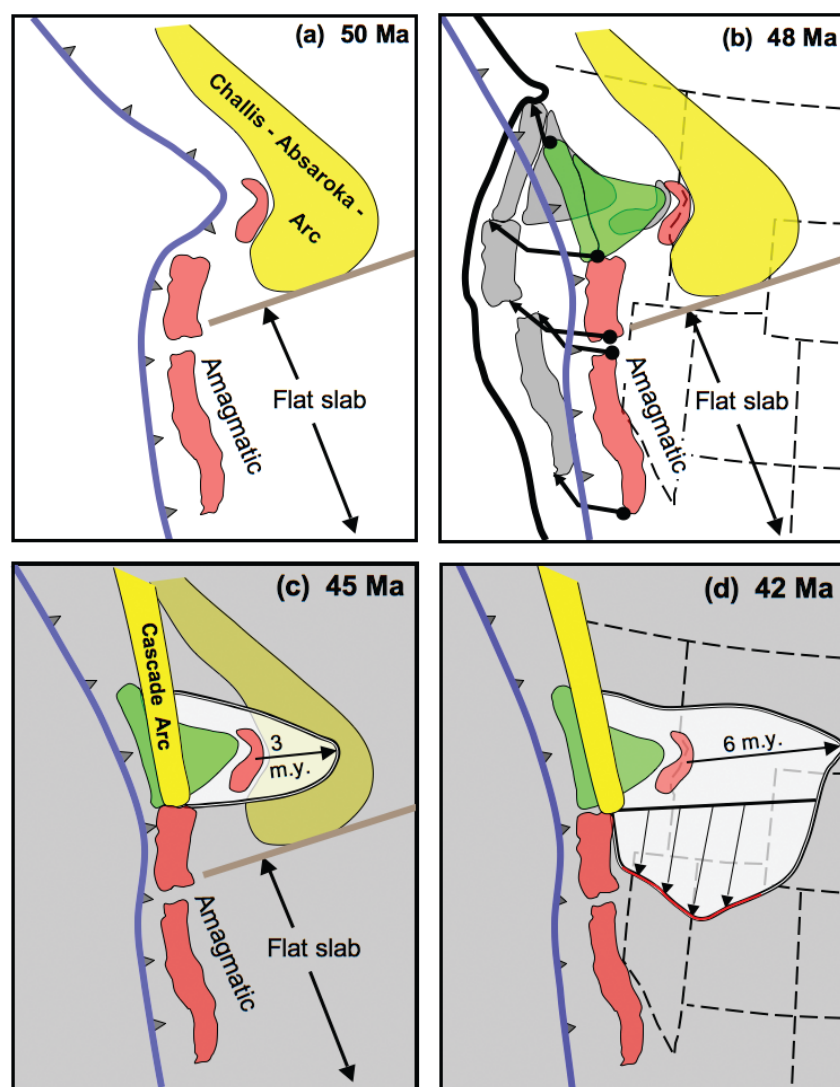 (a) 50 Ma
Challis - Absaroka -
Arc
Amagmatic
Flat slab
(b) 48 Ma
Amagmatic
Flat slab
(c) 45 Ma
Cascade Arc
3
m.y.
Amagmatic
Flat slab
(d) 42 Ma
6 m.y.